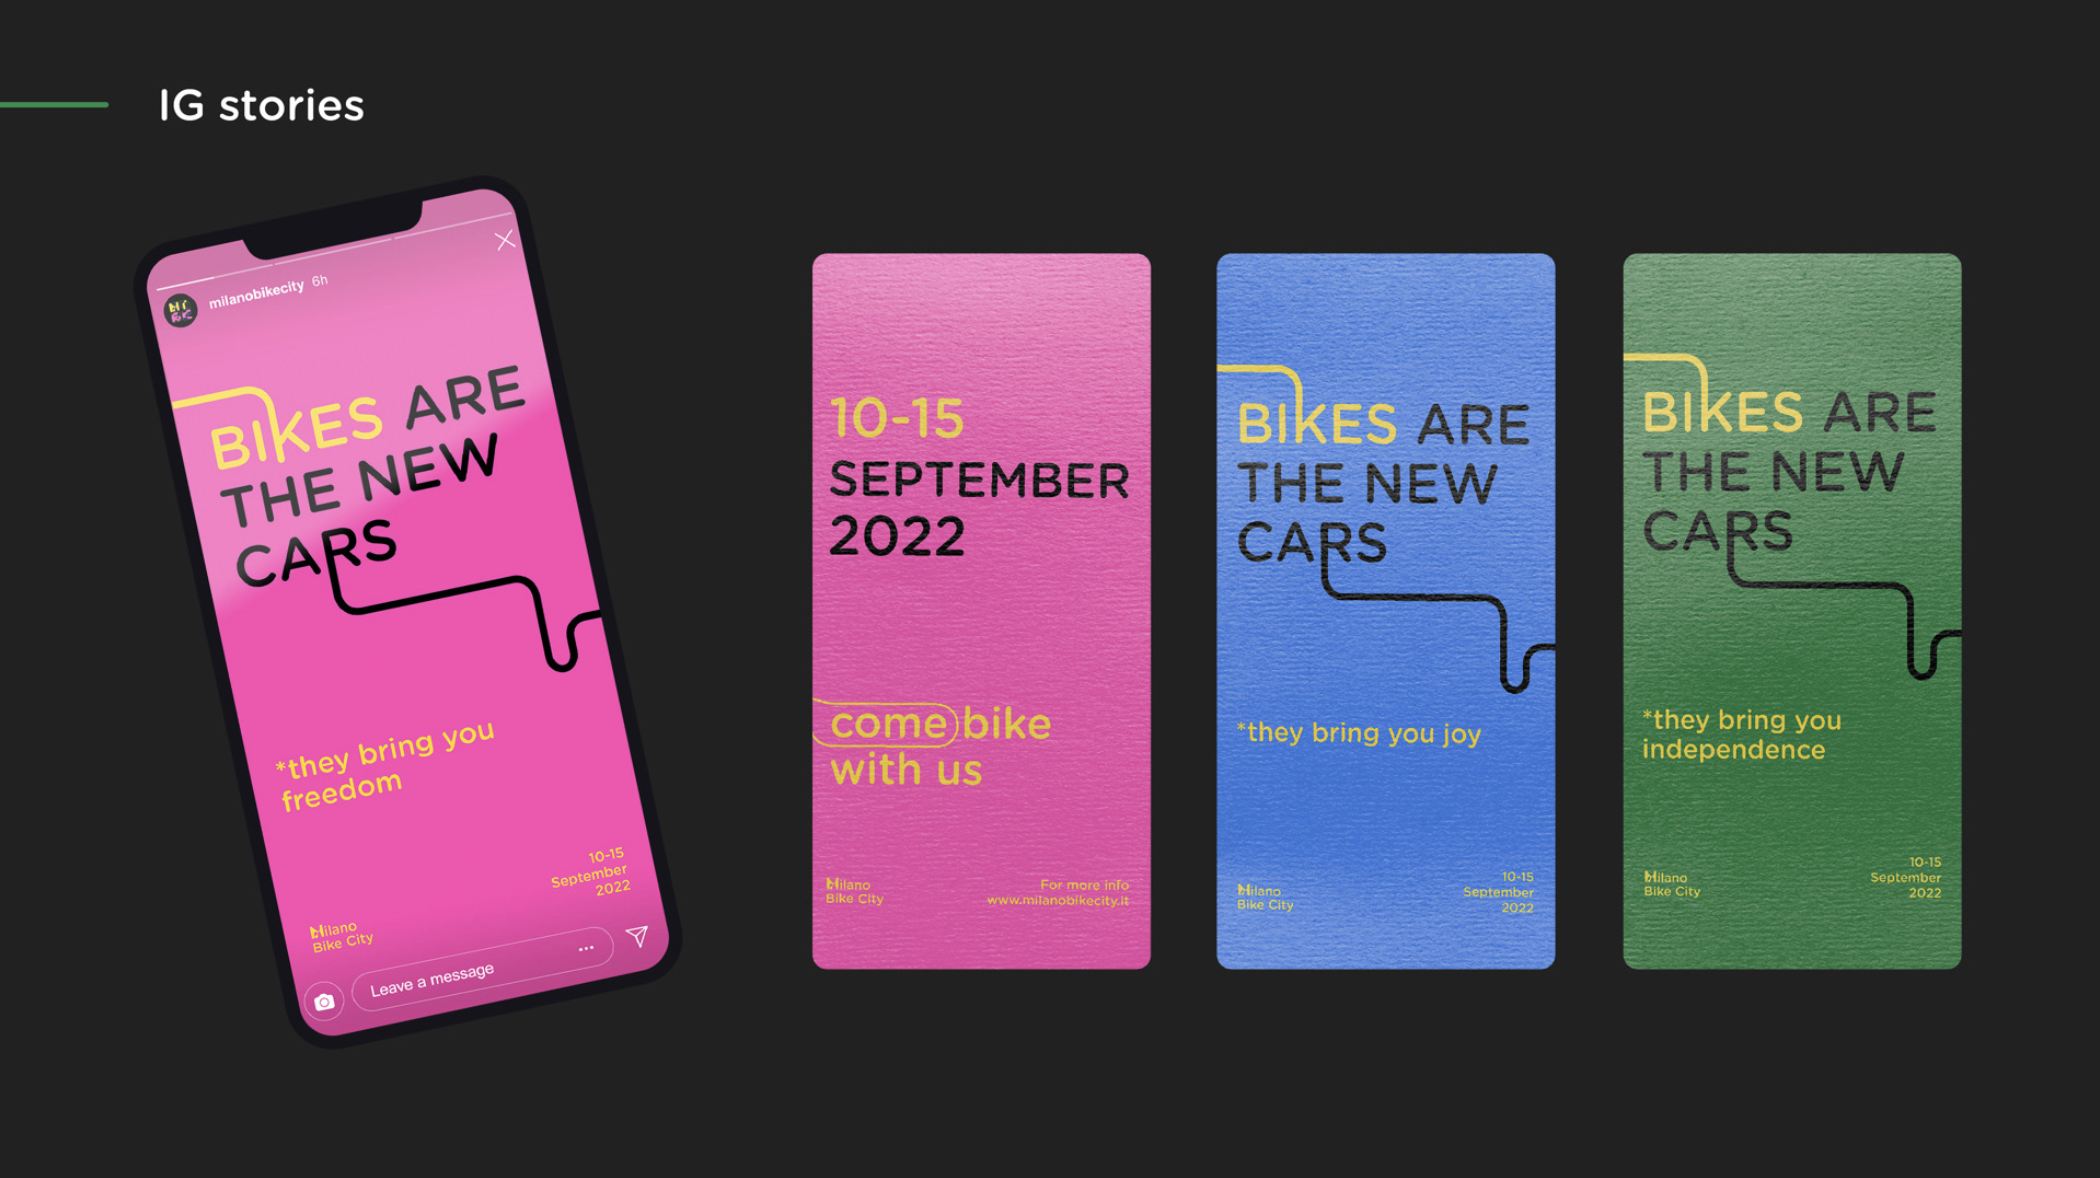 IG stories
milanobikecity 6h
BIKES ARE
THE NEW
CARS
*they bring you
freedom
10-15
September
2022
Milano
Bike City
Leave a message
10-15
SEPTEMBER
2022
come bike
with us
Milano
Bike City
For more info
www.milanobikecity.it
BIKES ARE
THE NEW
CARS
*they bring you joy
Milano
Bike City
10-15
September
2022
BIKES ARE
THE NEW
CARS
*they bring you
independence
Milano
Bike City
10-15
September
2022